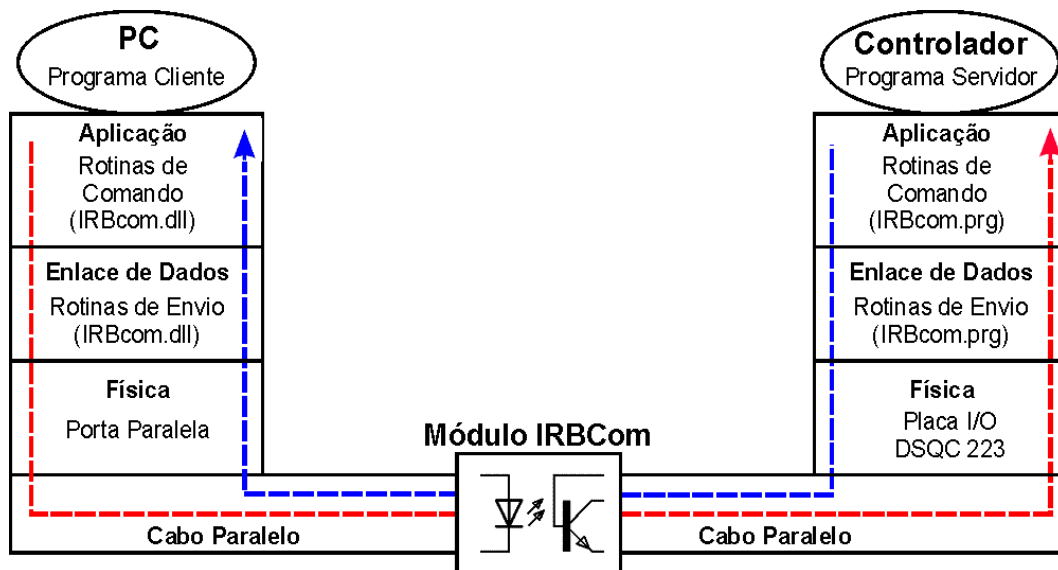 PC
Programa Cliente
Aplicação
Rotinas de
Comando
(IRBcom.dll)
Enlace de Dados
Rotinas de Envio
(IRBcom.dll)
Física
Porta Paralela
Módulo IRBCom
Cabo Paralelo
Controlador
Programa Servidor
Aplicação
Rotinas de
Comando
(IRBcom.prg)
Enlace de Dados
Rotinas de Envio
(IRBcom.prg)
Física
Placa I/O
DSQC 223
Cabo Paralelo